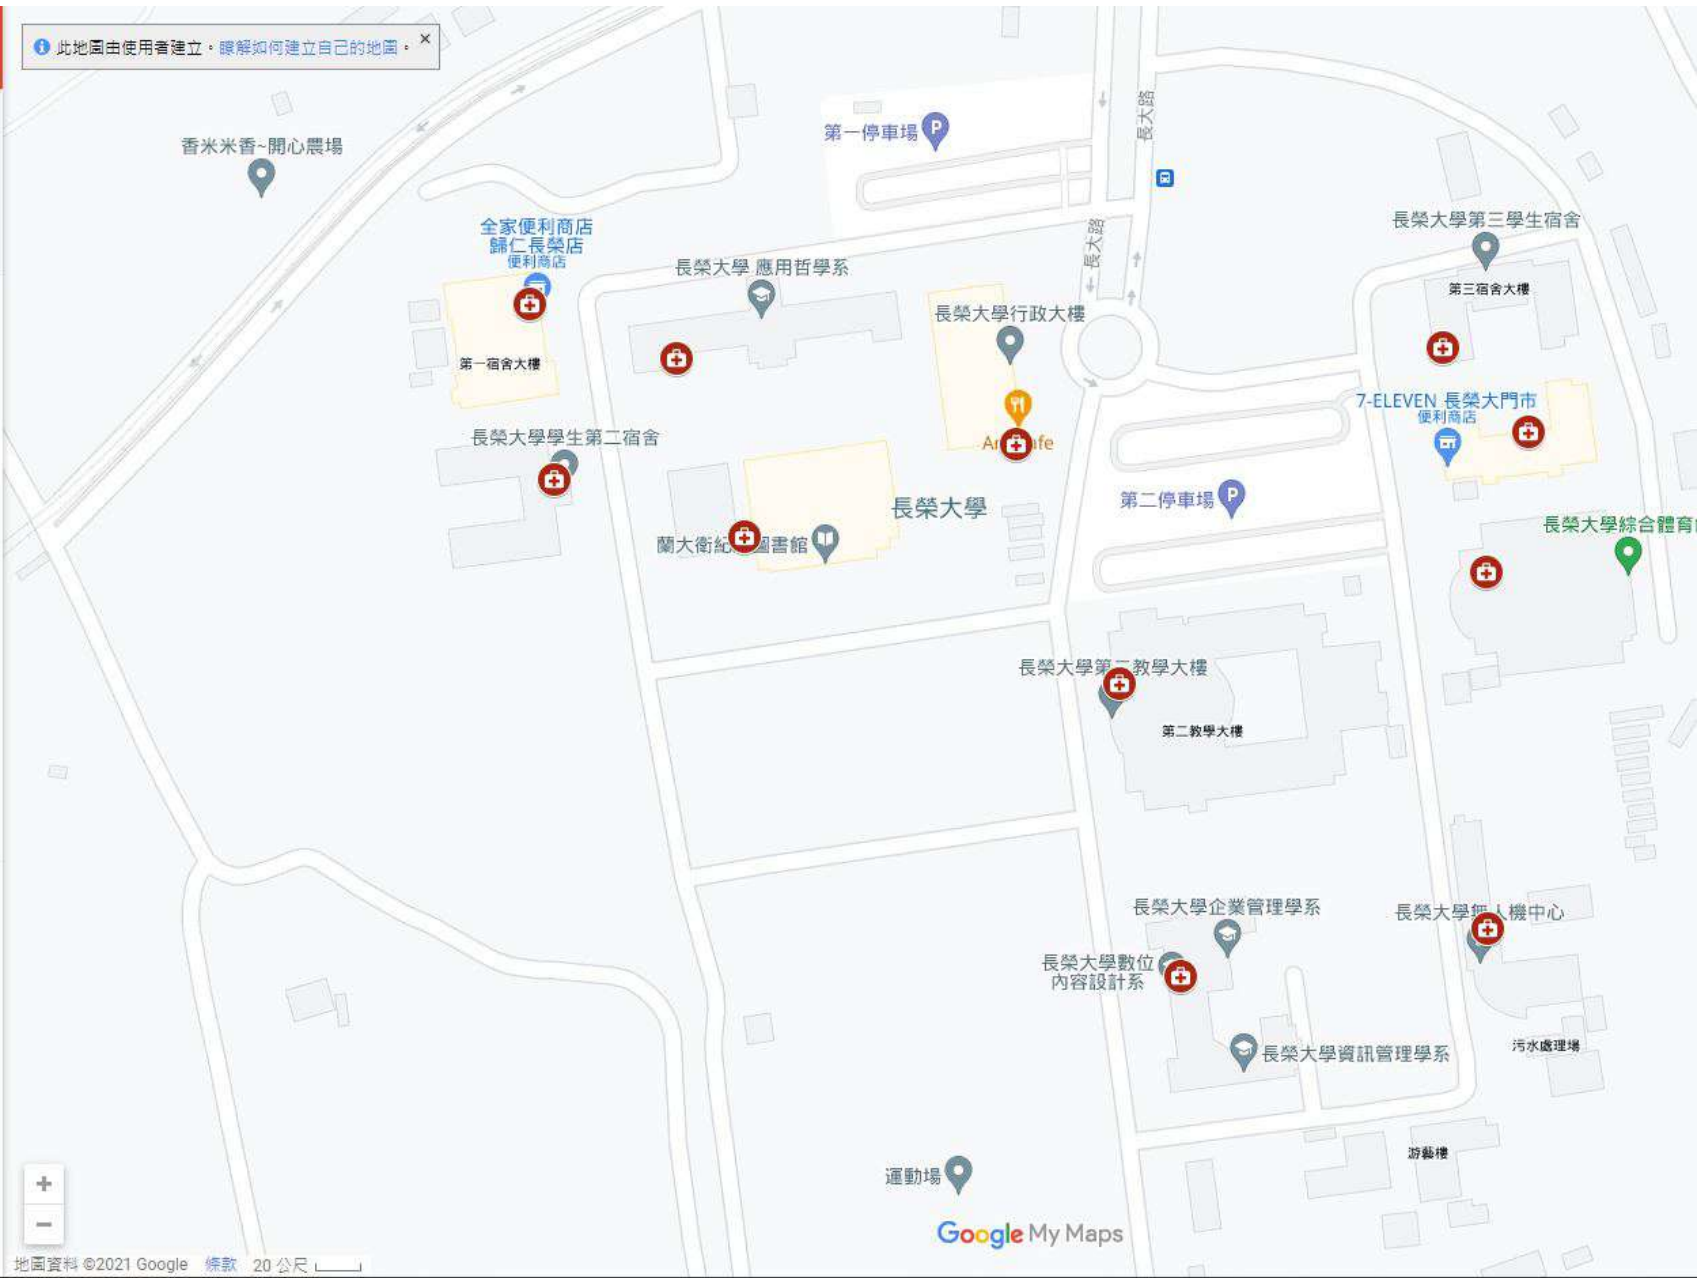 此地圖由使用者建立。瞭解如何建立自己的地圖。 ×
第一停車場 P
長大路
香米米香~開心農場
全家便利商店
歸仁長榮店
便利商店
長榮大學第三學生宿舍
長大路
長榮大學 應用哲學系
第三宿舍大樓
長榮大學行政大樓
第一宿舍大樓
7-ELEVEN 長榮大門市
便利商店
長榮大學學生第二宿舍
長榮大學
第二停車場 P
長榮大學綜合體育
蘭大衛紀 圖書館
長榮大學第二教學大樓
第二教學大樓
長榮大學企業管理學系
長榮大學無人機中心
長榮大學數位
內容設計系
長榮大學資訊管理學系
污水處理場
游藝樓
運動場
+
−
Google My Maps
地圖資料 ©2021 Google 條款 20 公尺